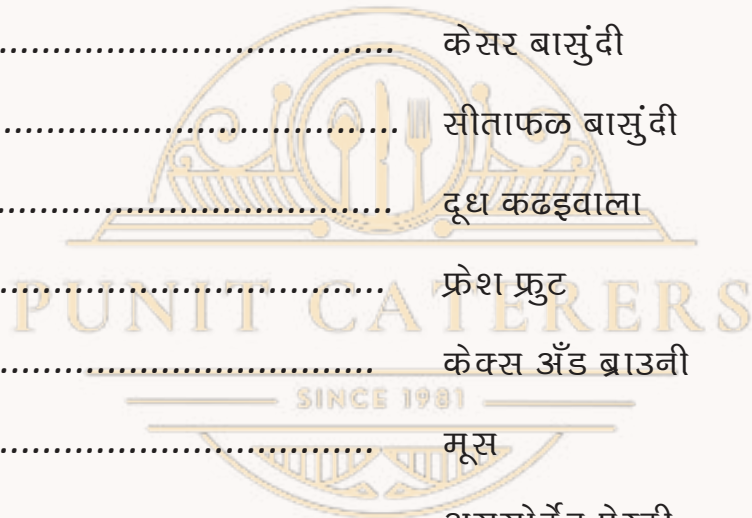 ................................. केसर बासुंदी
................................. सीताफळ बासुंदी
................................. दूध कढइवाला
................................. फ्रेश फ्रुट
PUNIT CATERERS
................................. केक्स अँड ब्राउनी
SINCE 1981
................................. मूस